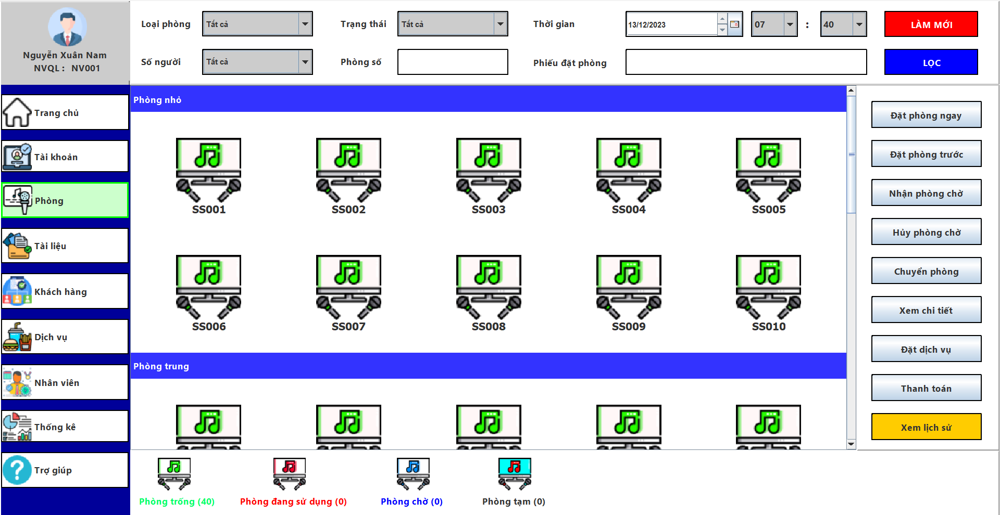 Nguyễn Xuân Nam
NVQL : NV001
Loại phòng
Tất cả
Trạng thái
Tất cả
Thời gian
13/12/2023
07
:
40
LÀM MỚI
Số người
Tất cả
Phòng số
Phiếu đặt phòng
LỌC
Trang chủ
Tài khoản
Phòng
Tài liệu
Khách hàng
Dịch vụ
Nhân viên
Thống kê
Trợ giúp
Phòng nhỏ
SS001
SS002
SS003
SS004
SS005
SS006
SS007
SS008
SS009
SS010
Phòng trung
Đặt phòng ngay
Đặt phòng trước
Nhận phòng chờ
Hủy phòng chờ
Chuyển phòng
Xem chi tiết
Đặt dịch vụ
Thanh toán
Xem lịch sử
Phòng trống (40)
Phòng đang sử dụng (0)
Phòng chờ (0)
Phòng tạm (0)